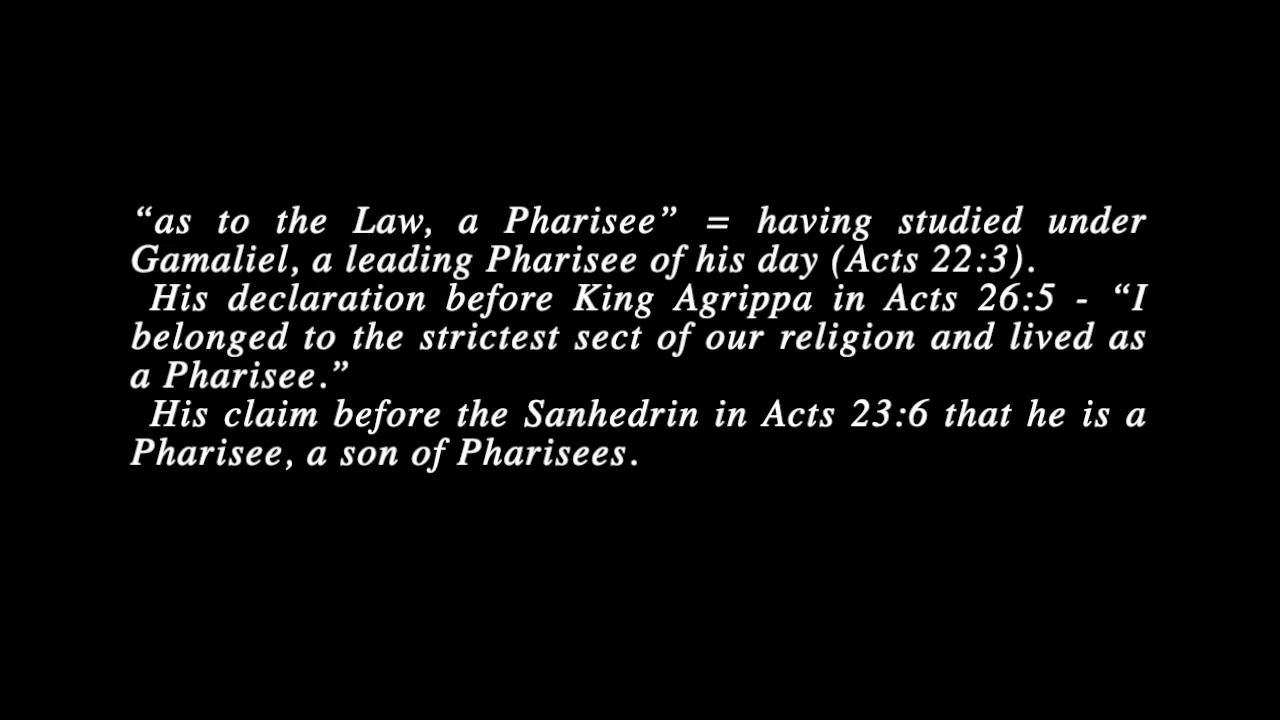 “as to the Law, a Pharisee” = having studied under
Gamaliel, a leading Pharisee of his day (Acts 22:3).
His declaration before King Agrippa in Acts 26:5 - “I
belonged to the strictest sect of our religion and lived as
a Pharisee.”
His claim before the Sanhedrin in Acts 23:6 that he is a
Pharisee, a son of Pharisees.